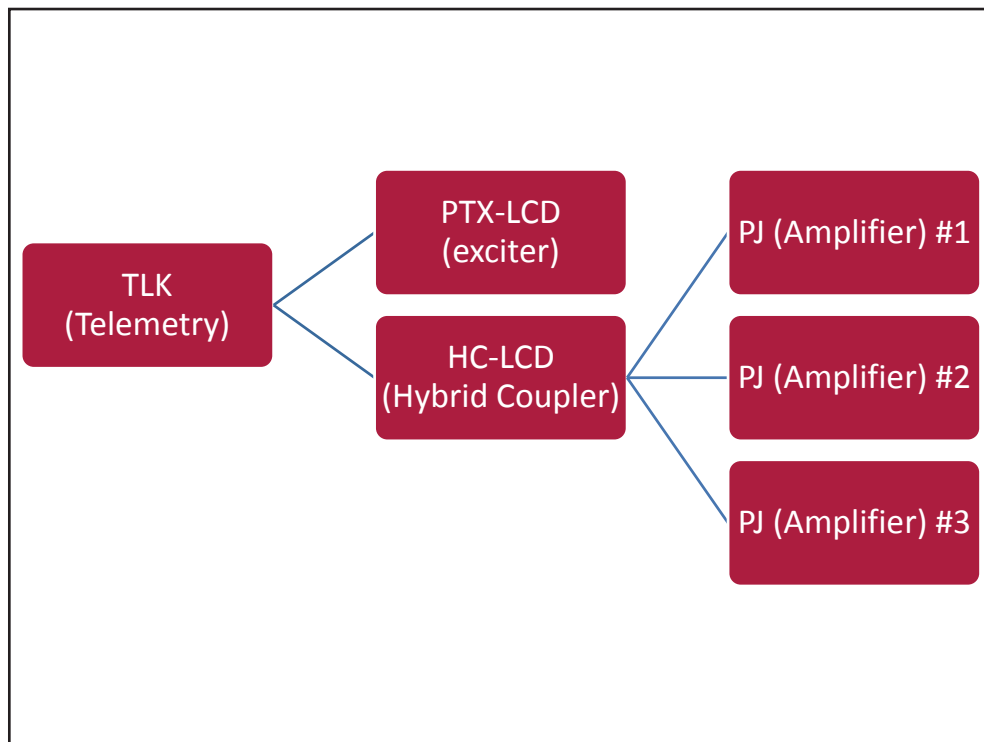 TLK
(Telemetry)
PTX-LCD
(exciter)
HC-LCD
(Hybrid Coupler)
PJ (Amplifier) #1
PJ (Amplifier) #2
PJ (Amplifier) #3